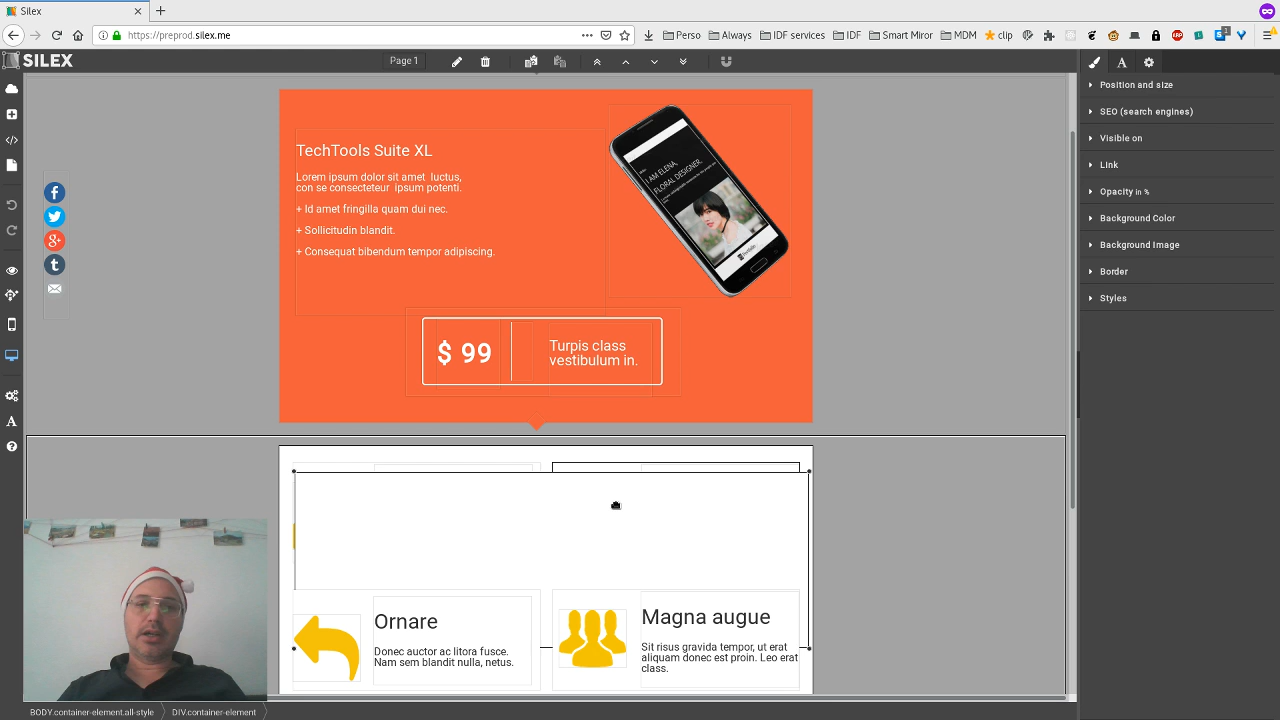 Silex
https://preprod.silex.me
Perso
Always
IDF services
IDF
Smart Miror
MDM
clip
SILEX
Page 1
Position and size
SEO (search engines)
Visible on
Link
Opacity in %
Background Color
Background Image
Border
Styles
TechTools Suite XL
Lorem ipsum dolor sit amet luctus,
con se consecteteur ipsum potenti.
+ Id amet fringilla quam dui nec.
+ Sollicitudin blandit.
+ Consequat bibendum tempor adipiscing.
I AM ELENA,
FLORAL DESIGNER,
$ 99
Turpis class
vestibulum in.
Ornare
Donec auctor ac litora fusce.
Nam sem blandit nulla, netus.
Magna augue
Sit risus gravida tempor, ut erat
aliquam donec est proin. Leo erat
class.
BODY.container-element.all-style
DIV.container-element